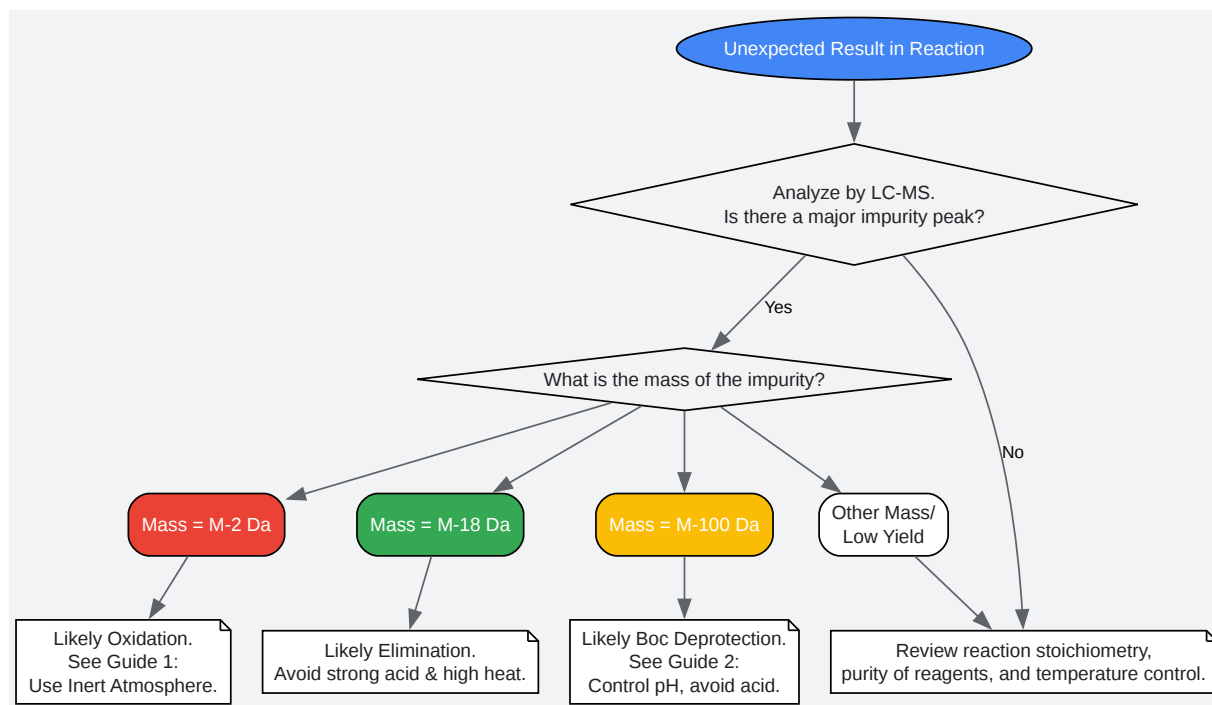 Unexpected Result in Reaction
Analyze by LC-MS.
Is there a major impurity peak?
Yes
What is the mass of the impurity?
No
Mass = M-2 Da
Mass = M-18 Da
Mass = M-100 Da
Other Mass/
Low Yield
Likely Oxidation.
See Guide 1:
Use Inert Atmosphere.
Likely Elimination.
Avoid strong acid & high heat.
Likely Boc Deprotection.
See Guide 2:
Control pH, avoid acid.
Review reaction stoichiometry,
purity of reagents, and temperature control.